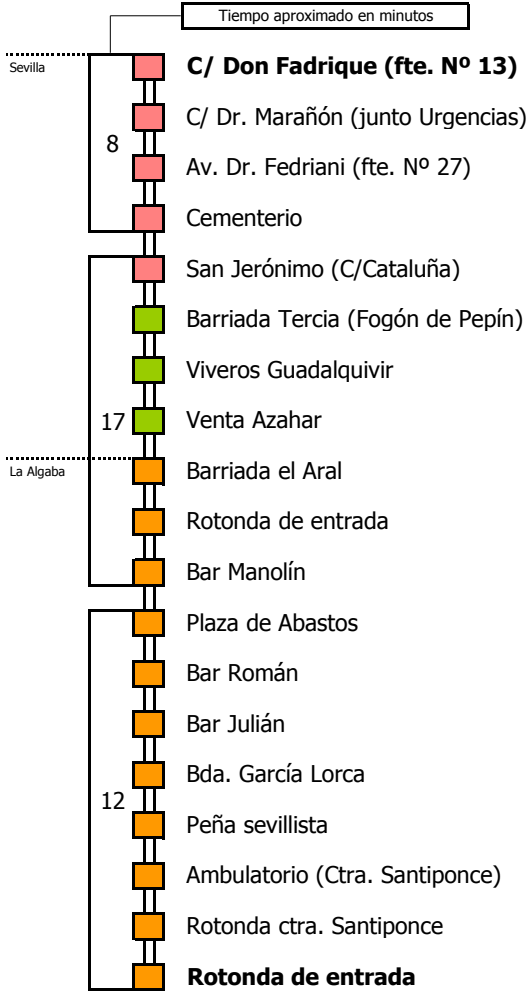 Tiempo aproximado en minutos
Sevilla
C/ Don Fadrique (fte. Nº 13)
C/ Dr. Marañón (junto Urgencias)
8
Av. Dr. Fedriani (fte. Nº 27)
Cementerio
San Jerónimo (C/Cataluña)
Barriada Tercia (Fogón de Pepín)
Viveros Guadalquivir
17
Venta Azahar
La Algaba
Barriada el Aral
Rotonda de entrada
Bar Manolín
Plaza de Abastos
Bar Román
Bar Julián
Bda. García Lorca
12
Peña sevillista
Ambulatorio (Ctra. Santiponce)
Rotonda ctra. Santiponce
Rotonda de entrada